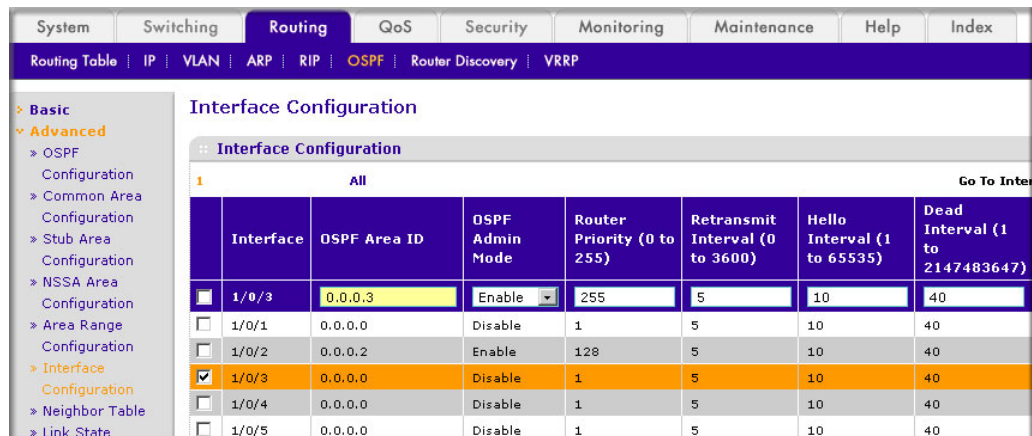 System Switching Routing QoS Security Monitoring Maintenance Help Index
Routing Table IP VLAN ARP RIP OSPF Router Discovery VRRP
Basic
Advanced
» OSPF
Configuration
» Common Area
Configuration
» Stub Area
Configuration
» NSSA Area
Configuration
» Area Range
Configuration
» Interface
Configuration
» Neighbor Table
» Link State
Interface Configuration
Interface Configuration
1 All Go To Inter
Interface OSPF Area ID OSPF Admin Mode Router Priority (0 to 255) Retransmit Interval (0 to 3600) Hello Interval (1 to 65535) Dead Interval (1 to 2147483647)
1/0/3 0.0.0.3 Enable 255 5 10 40
1/0/1 0.0.0.0 Disable 1 5 10 40
1/0/2 0.0.0.2 Enable 128 5 10 40
1/0/3 0.0.0.0 Disable 1 5 10 40
1/0/4 0.0.0.0 Disable 1 5 10 40
1/0/5 0.0.0.0 Disable 1 5 10 40